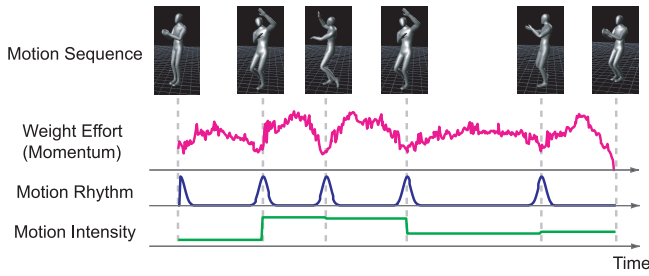 Motion Sequence
Weight Effort
(Momentum)
Motion Rhythm
Motion Intensity
Time